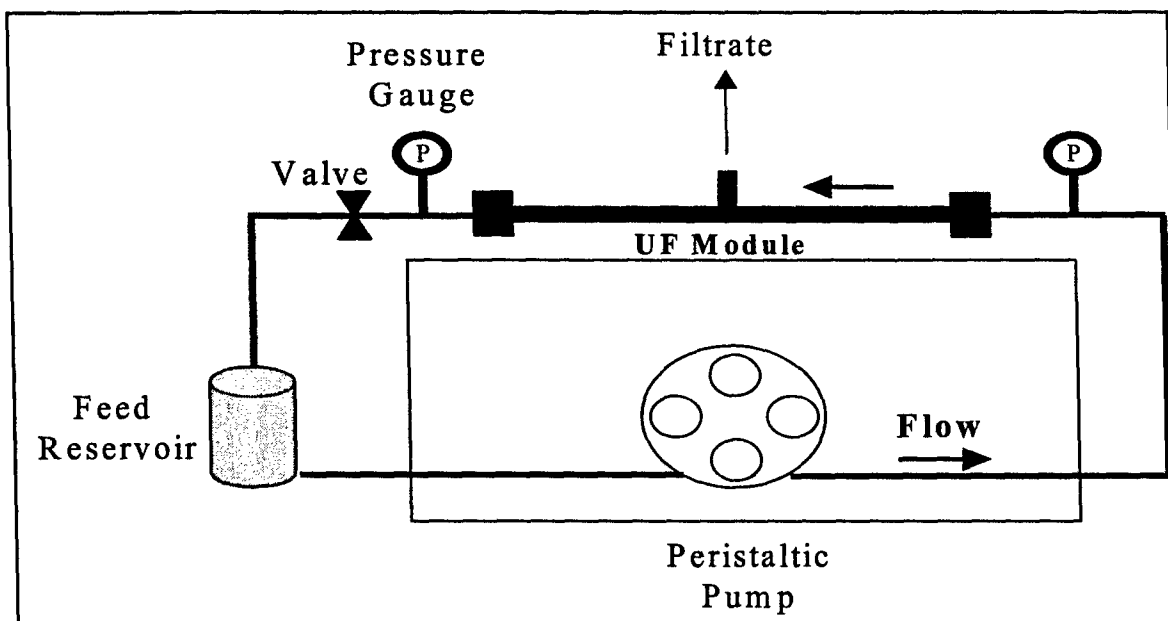 Pressure
Gauge
Filtrate
P
P
Valve
UF Module
Feed
Reservoir
Flow
Peristaltic
Pump